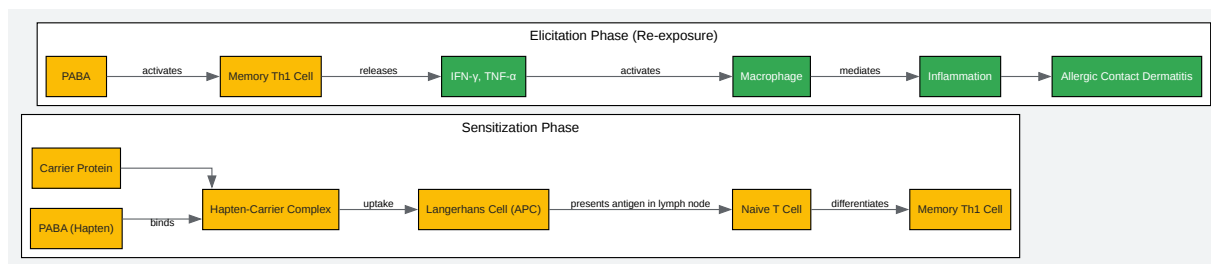 Elicitation Phase (Re-exposure)
PABA
activates
Memory Th1 Cell
releases
IFN-γ, TNF-α
activates
Macrophage
mediates
Inflammation
Allergic Contact Dermatitis
Sensitization Phase
Carrier Protein
PABA (Hapten)
binds
Hapten-Carrier Complex
uptake
Langerhans Cell (APC)
presents antigen in lymph node
Naive T Cell
differentiates
Memory Th1 Cell